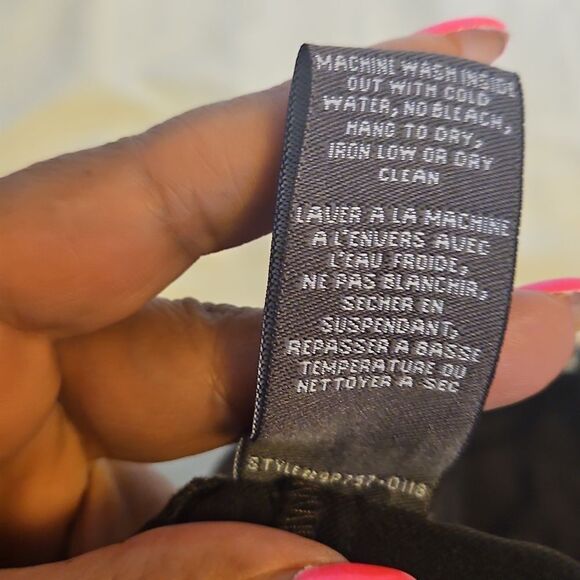 MACHINE WASH INSIDE
OUT WITH COLD
WATER, NO BLEACH,
HANG TO DRY,
IRON LOW OR DRY
CLEAN
LAVER A LA MACHINE
A L'ENVERS AVEC
L'EAU FROIDE,
NE PAS BLANCHIR,
SECHER EN
SUSPENDANT,
REPASSER A BASSE
TEMPERATURE OU
NETTOYER A SEC
STYLE#